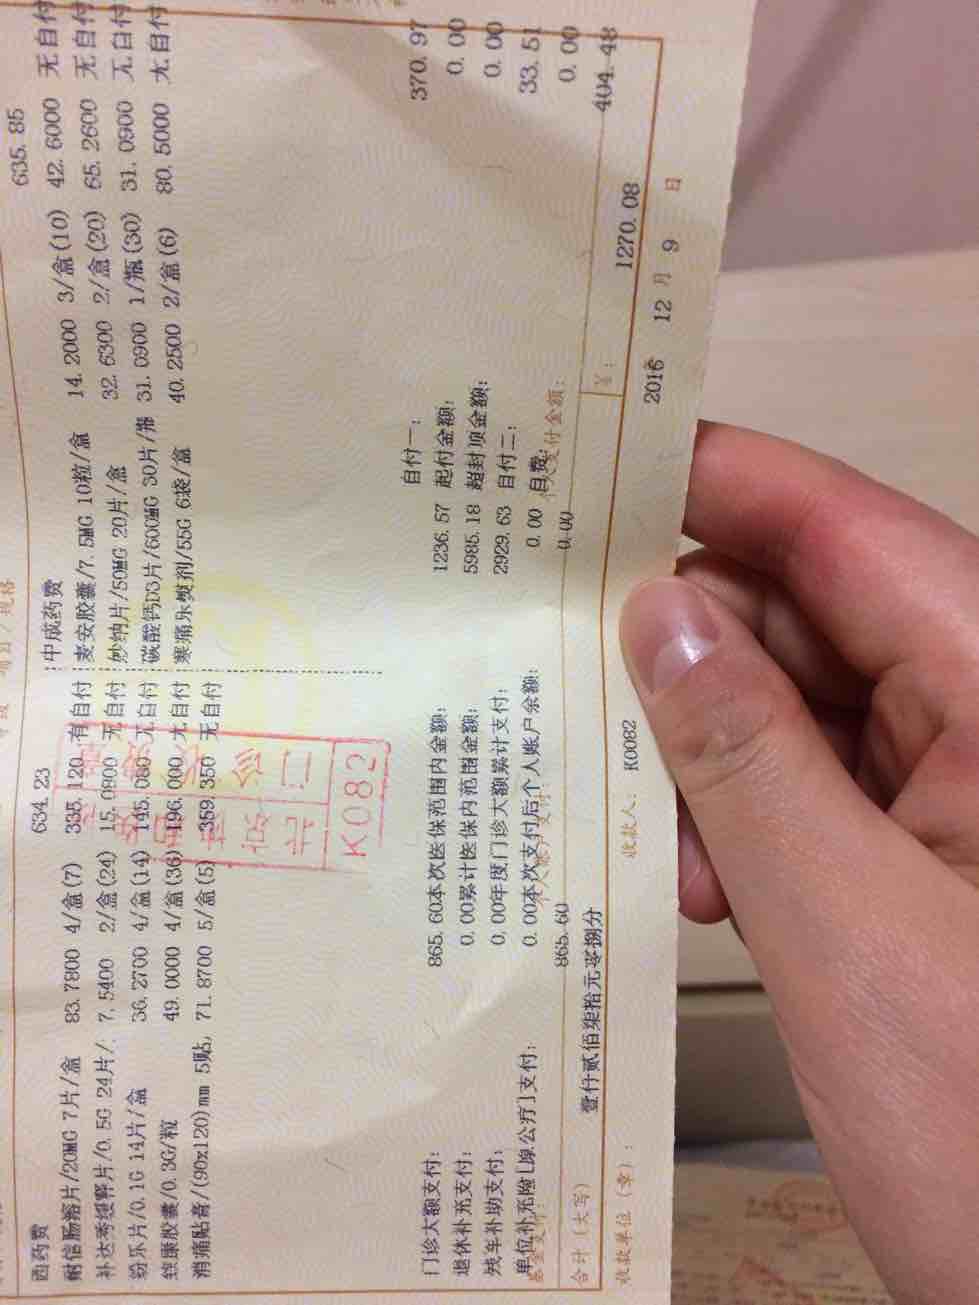 西药费 634.23 中成药费 635.85
耐信肠溶片/20MG 7片/盒 83.7800 4/盒(7) 335.120 有自付 麦安胶囊/7.5MG 10粒/盒 14.2000 3/盒(10) 42.6000 无自付
补达秀缓释片/0.5G 24片/ 7.5400 2/盒(24) 15.0800 无自付 妙纳片/50MG 20片/盒 32.6300 2/盒(20) 65.2600 无自付
纷乐片/0.1G 14片/盒 36.2700 4/盒(14) 145.080 无自付 碳酸钙D3片/600MG 30片/瓶 31.0900 1/瓶(30) 31.0900 无自付
胶囊/0.3G/粒 49.0000 4/盒(36) 196.000 无自付 寒痛乐熨剂/55G 6袋/盒 40.2500 2/盒(6) 80.5000 无自付
消痛贴膏/(90x120)mm 5贴 71.8700 5/盒(5) 359.350 无自付
K082
自付一: 370.97
门诊大额支付: 865.60 本次医保范围内金额: 1236.57 起付金额: 0.00
退休补充支付: 0.00 累计医保内范围金额: 5985.18 超封顶金额: 0.00
残军补助支付: 0.00 年度门诊大额累计支付: 2929.63 自付二: 33.51
单位补充险[原公疗]支付: 0.00 本次支付后个人账户余额: 0.00 自费: 0.00
865.60 0.00 个人支付金额: 404.48
合计(大写) 壹仟贰佰柒拾元零捌分 ¥: 1270.08
收款单位(章): 收款人: K0082 2016 12 月 9 日